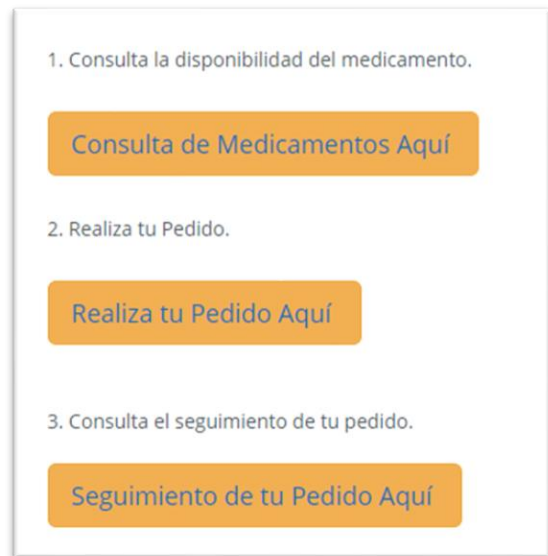 1. Consulta la disponibilidad del medicamento.
Consulta de Medicamentos Aquí
2. Realiza tu Pedido.
Realiza tu Pedido Aquí
3. Consulta el seguimiento de tu pedido.
Seguimiento de tu Pedido Aquí